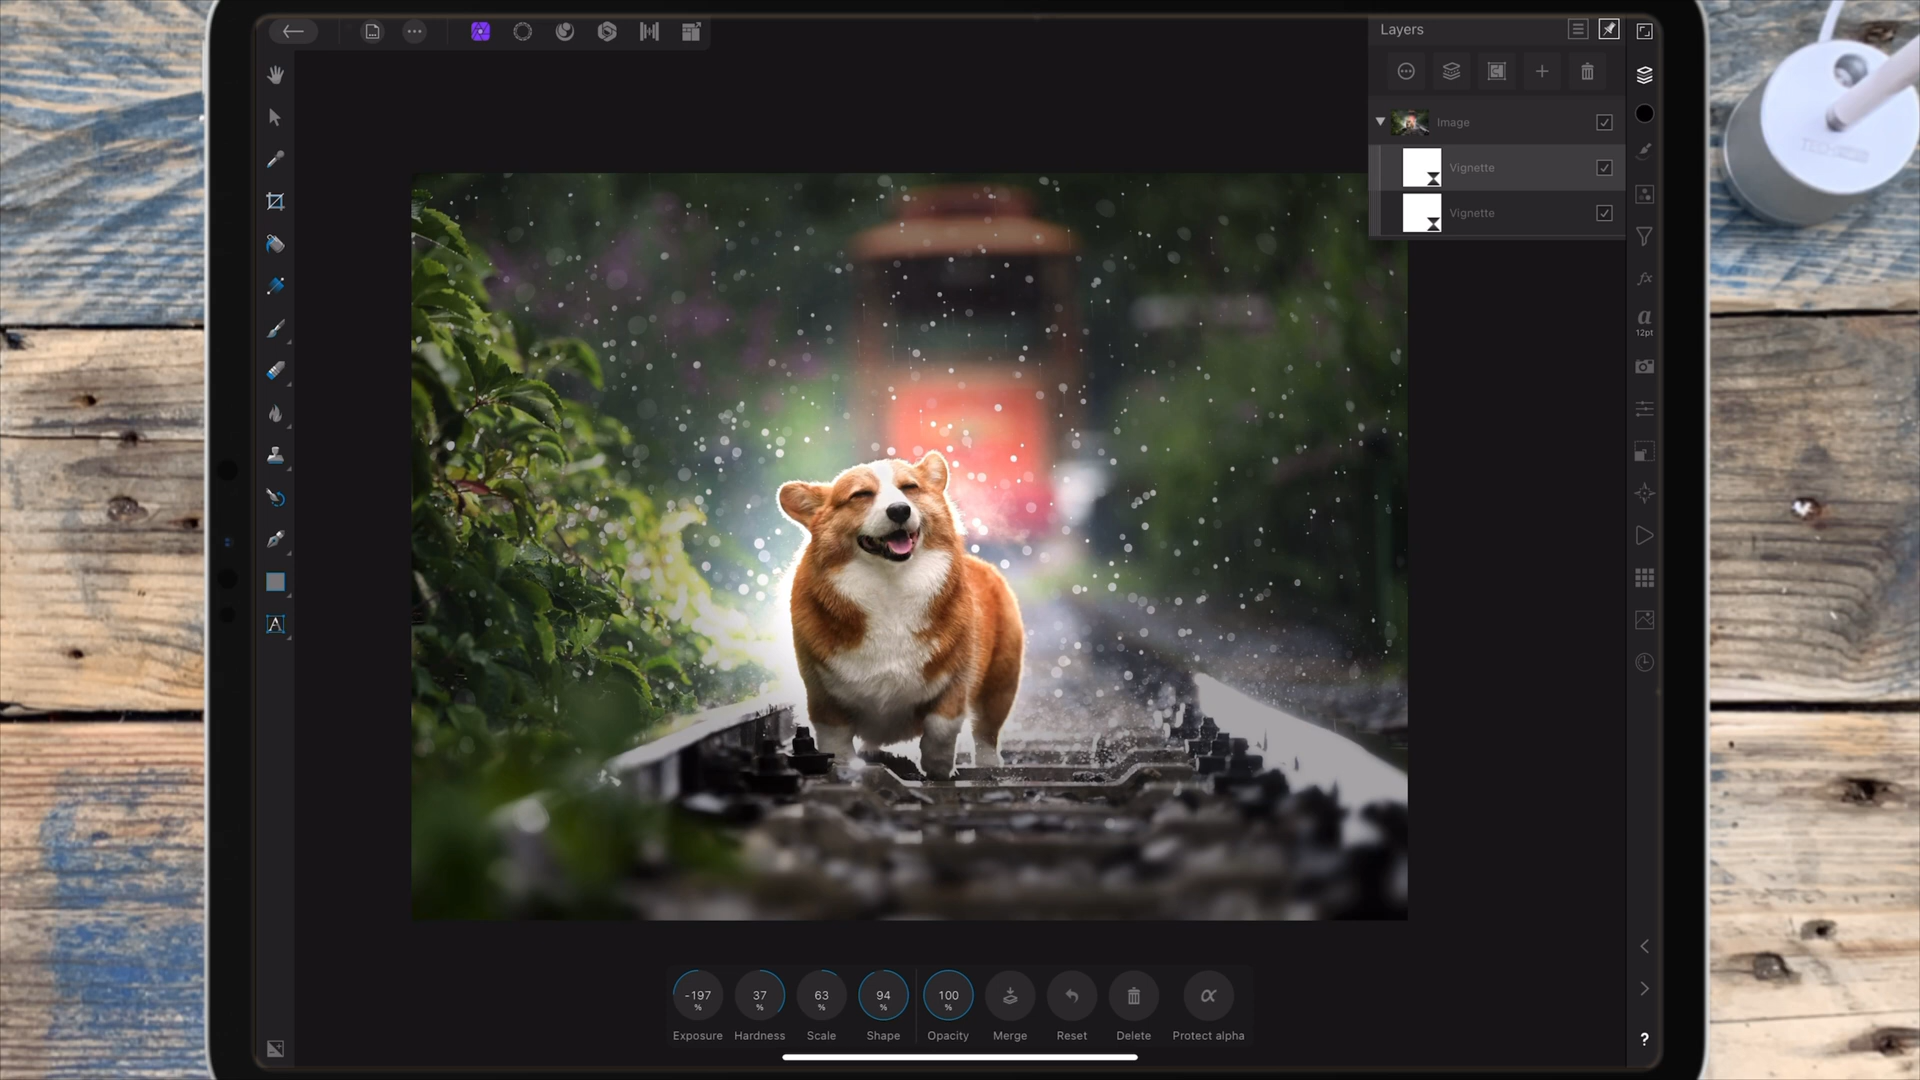 Layers
Image
Vignette
Vignette
a
12pt
A
-197 % 37 % 63 % 94 % 100 % α
Exposure Hardness Scale Shape Opacity Merge Reset Delete Protect alpha
?